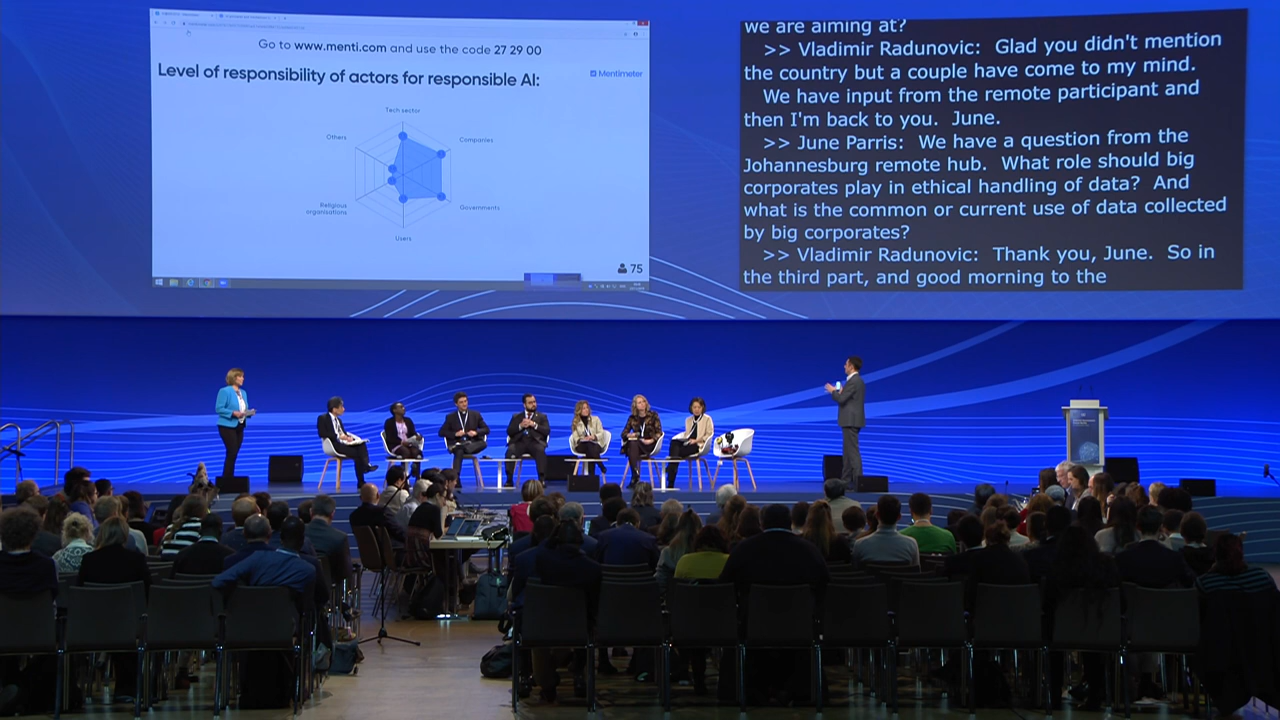 Go to www.menti.com and use the code 27 29 00
Level of responsibility of actors for responsible AI:
Mentimeter
Tech sector
Others
Companies
Religious
organisations
Governments
Users
75
we are aiming at?
>> Vladimir Radunovic: Glad you didn't mention
the country but a couple have come to my mind.
We have input from the remote participant and
then I'm back to you. June.
>> June Parris: We have a question from the
Johannesburg remote hub. What role should big
corporates play in ethical handling of data? And
what is the common or current use of data collected
by big corporates?
>> Vladimir Radunovic: Thank you, June. So in
the third part, and good morning to the